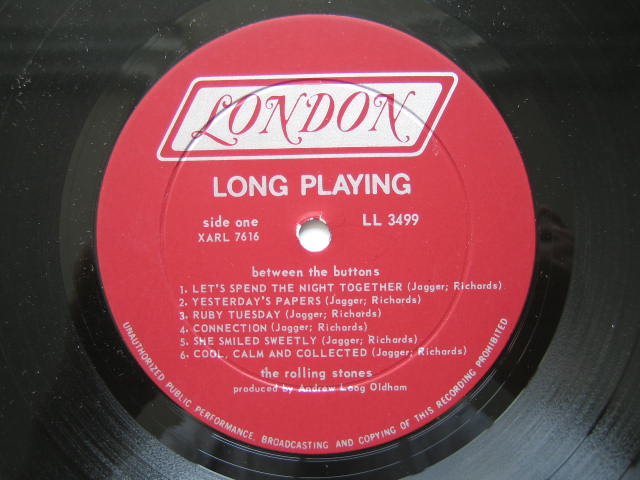 LONDON
LONG PLAYING
side one LL 3499
XARL 7616
between the buttons
1. LET'S SPEND THE NIGHT TOGETHER (Jagger; Richards)
2. YESTERDAY'S PAPERS (Jagger; Richards)
3. RUBY TUESDAY (Jagger; Richards)
4. CONNECTION (Jagger; Richards)
5. SHE SMILED SWEETLY (Jagger; Richards)
6. COOL, CALM AND COLLECTED (Jagger; Richards)
the rolling stones
produced by Andrew Loog Oldham
UNAUTHORIZED PUBLIC PERFORMANCE, BROADCASTING AND COPYING OF THIS RECORDING PROHIBITED